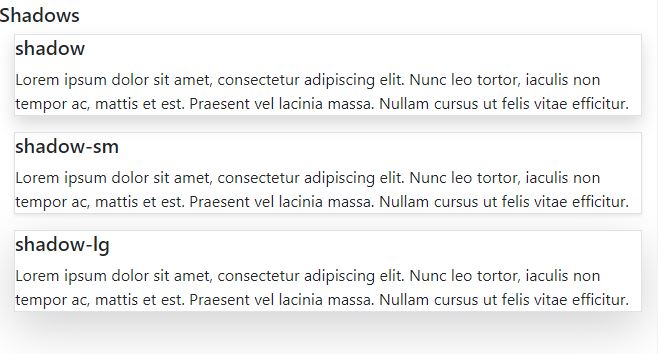 Shadows
shadow
Lorem ipsum dolor sit amet, consectetur adipiscing elit. Nunc leo tortor, iaculis non
tempor ac, mattis et est. Praesent vel lacinia massa. Nullam cursus ut felis vitae efficitur.
shadow-sm
Lorem ipsum dolor sit amet, consectetur adipiscing elit. Nunc leo tortor, iaculis non
tempor ac, mattis et est. Praesent vel lacinia massa. Nullam cursus ut felis vitae efficitur.
shadow-lg
Lorem ipsum dolor sit amet, consectetur adipiscing elit. Nunc leo tortor, iaculis non
tempor ac, mattis et est. Praesent vel lacinia massa. Nullam cursus ut felis vitae efficitur.